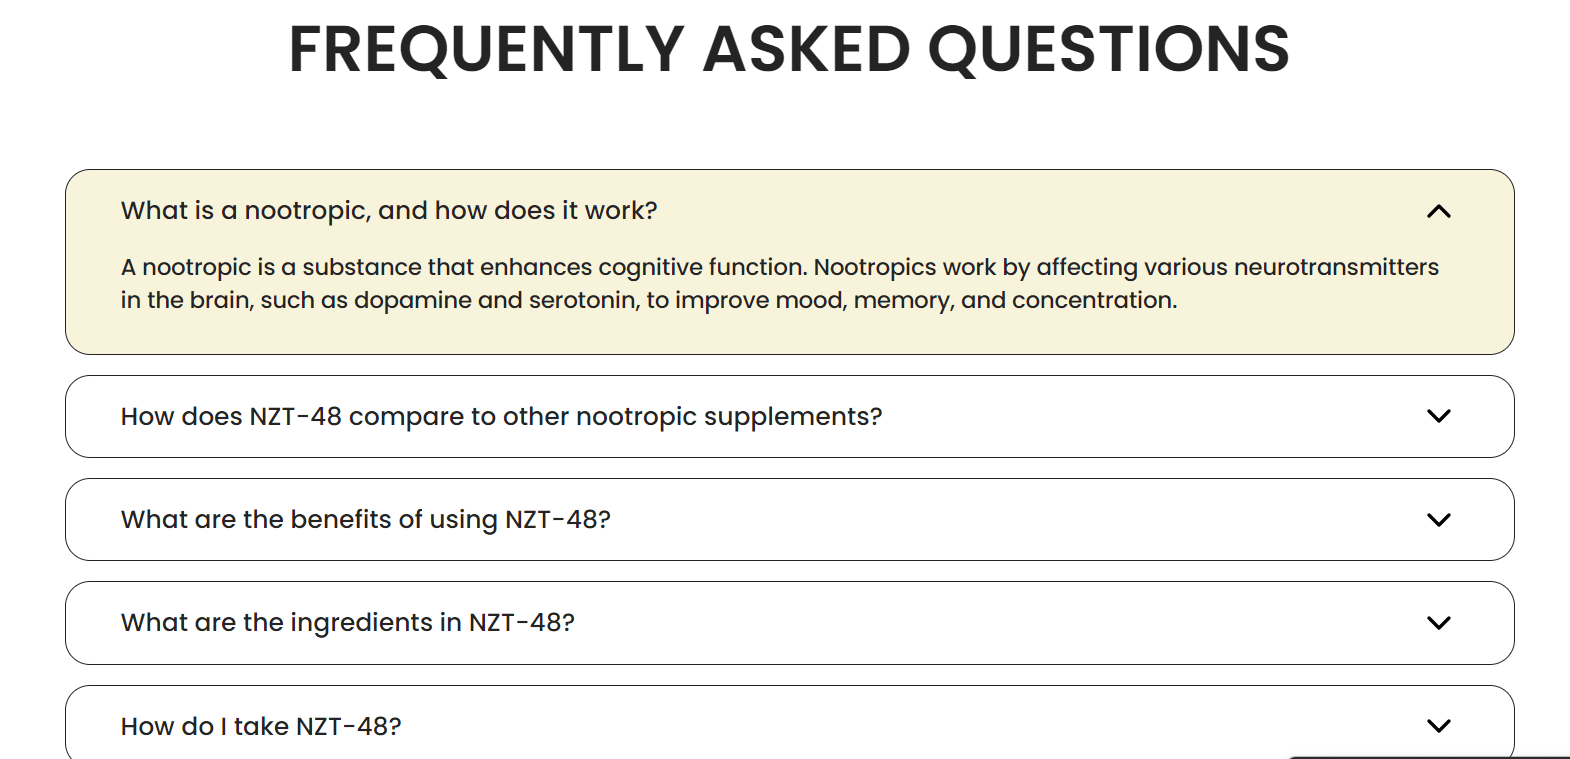 FREQUENTLY ASKED QUESTIONS
What is a nootropic, and how does it work?
A nootropic is a substance that enhances cognitive function. Nootropics work by affecting various neurotransmitters
in the brain, such as dopamine and serotonin, to improve mood, memory, and concentration.
How does NZT-48 compare to other nootropic supplements?
What are the benefits of using NZT-48?
What are the ingredients in NZT-48?
How do I take NZT-48?